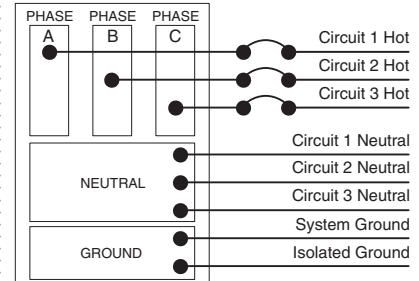 PHASE PHASE PHASE
A B C
Circuit 1 Hot
Circuit 2 Hot
Circuit 3 Hot
Circuit 1 Neutral
Circuit 2 Neutral
NEUTRAL
Circuit 3 Neutral
System Ground
GROUND
Isolated Ground